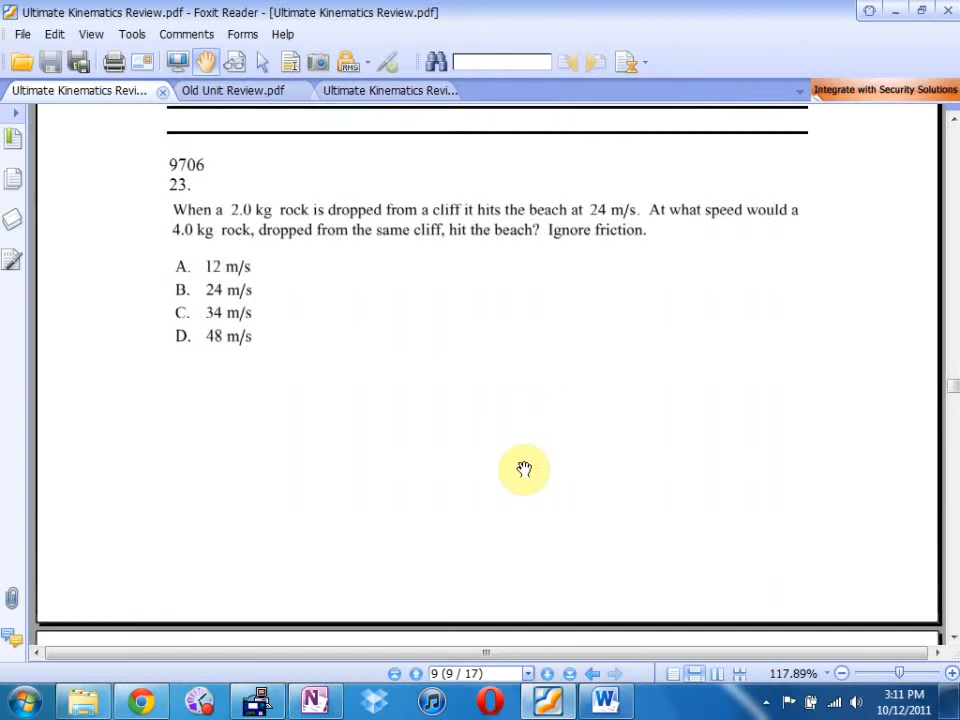 Ultimate Kinematics Review.pdf - Foxit Reader - [Ultimate Kinematics Review.pdf]
File Edit View Tools Comments Forms Help
RMS
Ultimate Kinematics Revi... Old Unit Review.pdf Ultimate Kinematics Revi... Integrate with Security Solutions
9706
23.
When a 2.0 kg rock is dropped from a cliff it hits the beach at 24 m/s. At what speed would a
4.0 kg rock, dropped from the same cliff, hit the beach? Ignore friction.
A. 12 m/s
B. 24 m/s
C. 34 m/s
D. 48 m/s
9 (9 / 17) 117.89%
N W 3:11 PM
10/12/2011